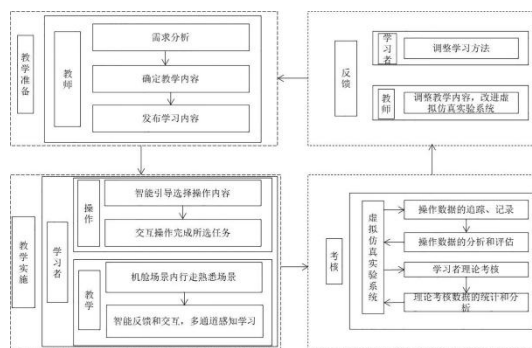 教学准备
教师
需求分析
确定教学内容
发布学习内容
反馈
学习者
调整学习方法
教师
调整教学内容，改进虚
拟仿真实验系统
教学实施
学习者
操作
智能引导选择操作内容
交互操作完成所选任务
教学
机舱场景内行走熟悉场景
智能反馈和交互，多通道感知学习
考核
虚拟仿真实验系统
操作数据的追踪、记录
操作数据的分析和评估
学习者理论考核
理论考核数据的统计和
分析